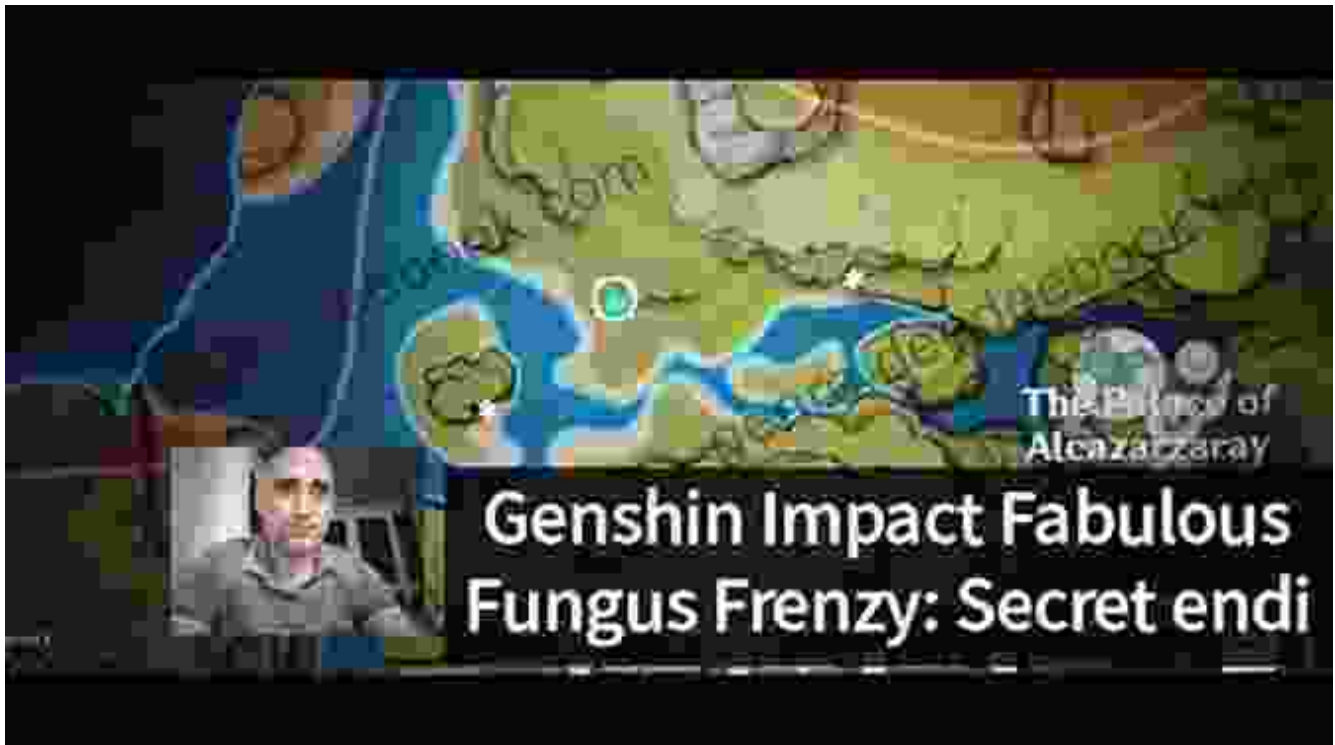 The Palace of
Alcazarzaray
Genshin Impact Fabulous
Fungus Frenzy: Secret endi